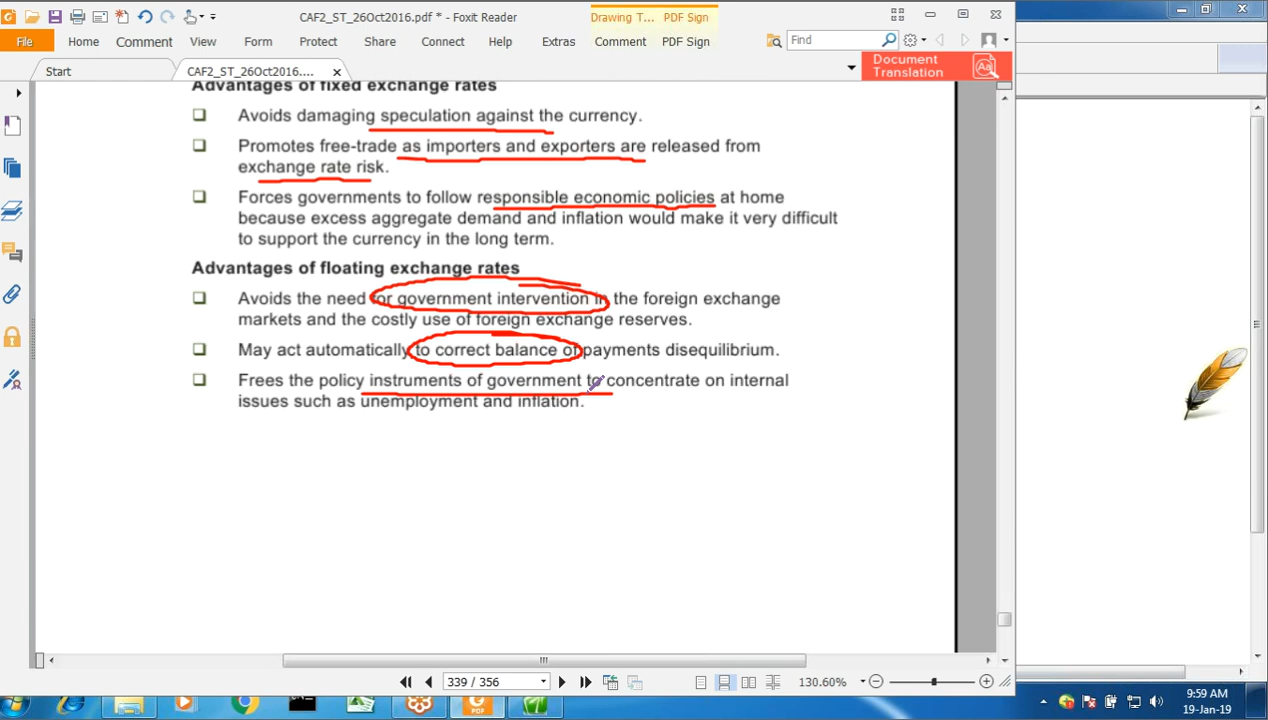 CAF2_ST_26Oct2016.pdf * - Foxit Reader
Drawing T... PDF Sign
File Home Comment View Form Protect Share Connect Help Extras Comment PDF Sign Find
Start CAF2_ST_26Oct2016....
Document
Translation
Advantages of fixed exchange rates
Avoids damaging speculation against the currency.
Promotes free-trade as importers and exporters are released from
exchange rate risk.
Forces governments to follow responsible economic policies at home
because excess aggregate demand and inflation would make it very difficult
to support the currency in the long term.
Advantages of floating exchange rates
Avoids the need for government intervention in the foreign exchange
markets and the costly use of foreign exchange reserves.
May act automatically to correct balance of payments disequilibrium.
Frees the policy instruments of government to concentrate on internal
issues such as unemployment and inflation.
339 / 356 130.60%
9:59 AM
19-Jan-19